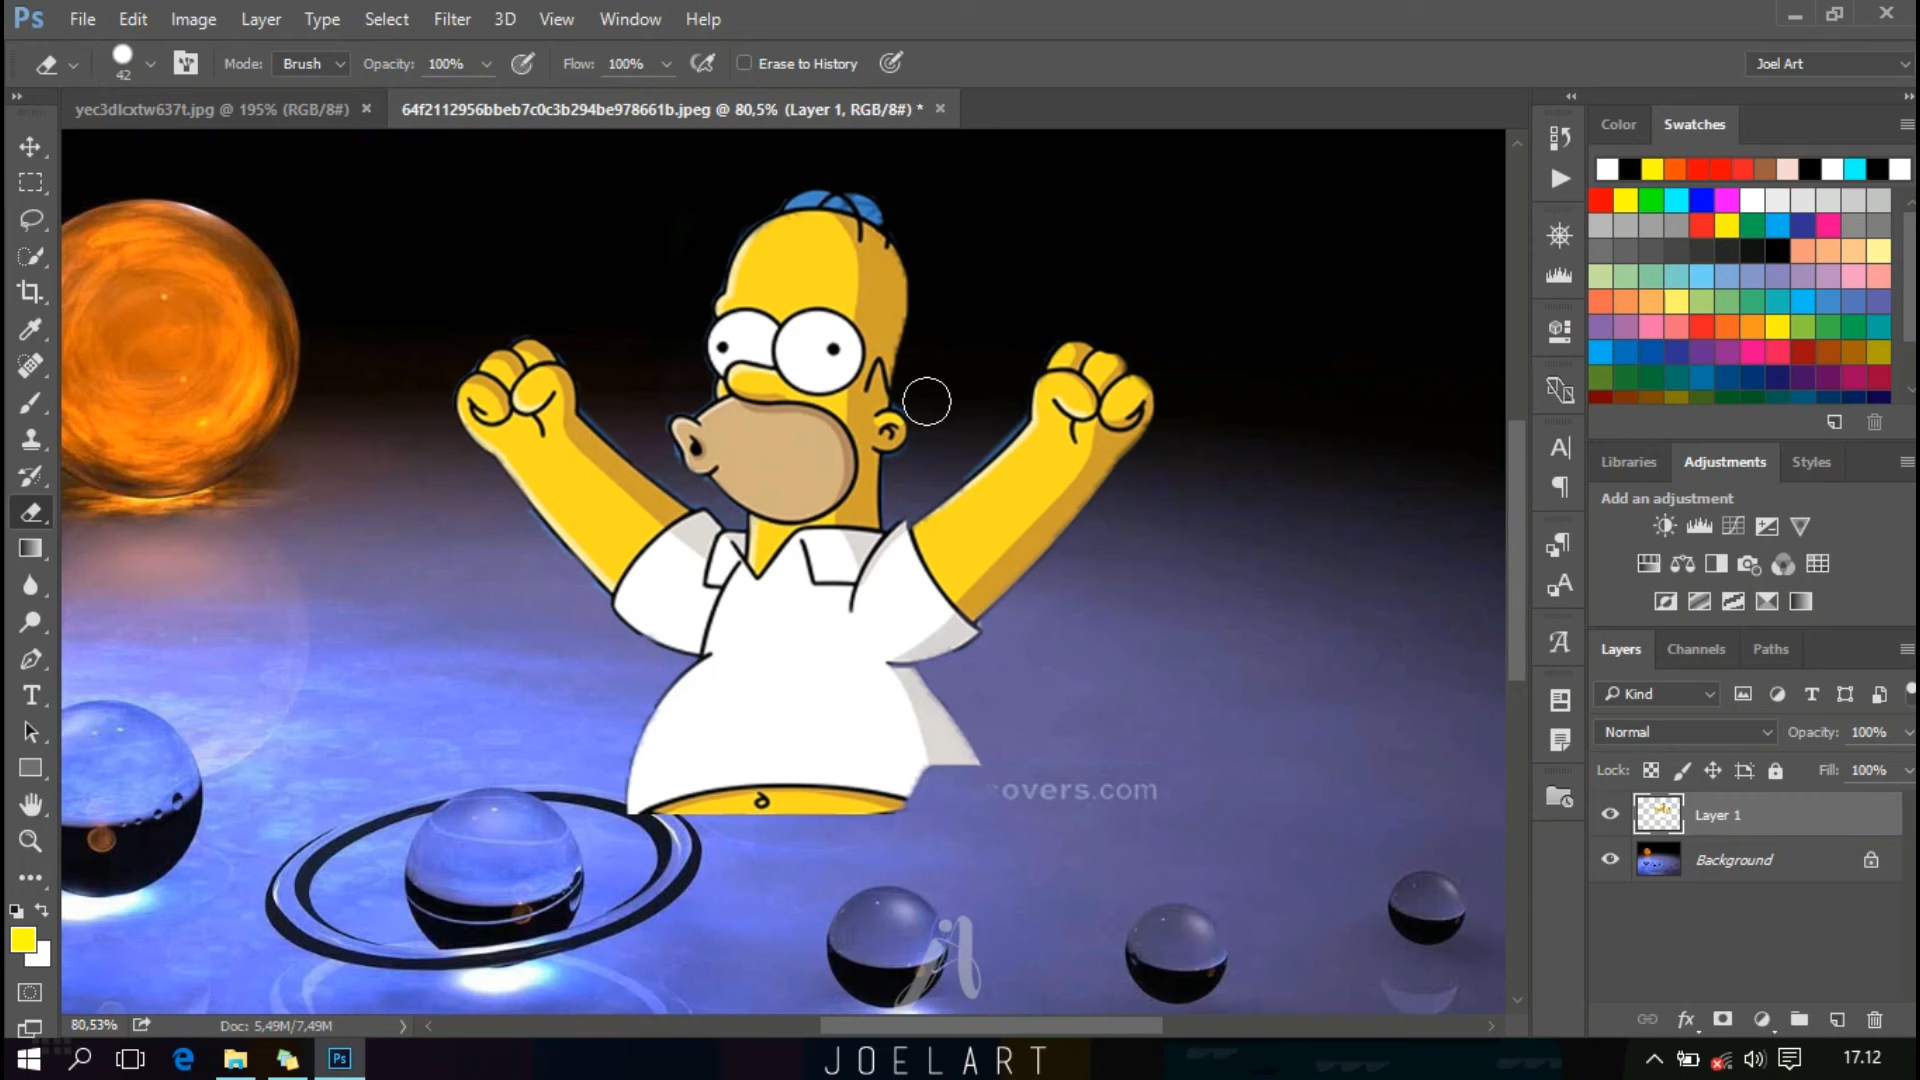 Ps File Edit Image Layer Type Select Filter 3D View Window Help
42 Mode: Brush Opacity: 100% Flow: 100% Erase to History Joel Art
yec3dlcxtw637t.jpg @ 195% (RGB/8#) × 64f2112956bbeb7c0c3b294be978661b.jpeg @ 80,5% (Layer 1, RGB/8#) * ×
Color Swatches
Libraries Adjustments Styles
Add an adjustment
Layers Channels Paths
Kind
Normal Opacity: 100%
Lock: Fill: 100%
overs.com
Layer 1
Background
80,53% Doc: 5,49M/7,49M
JOELART
17.12